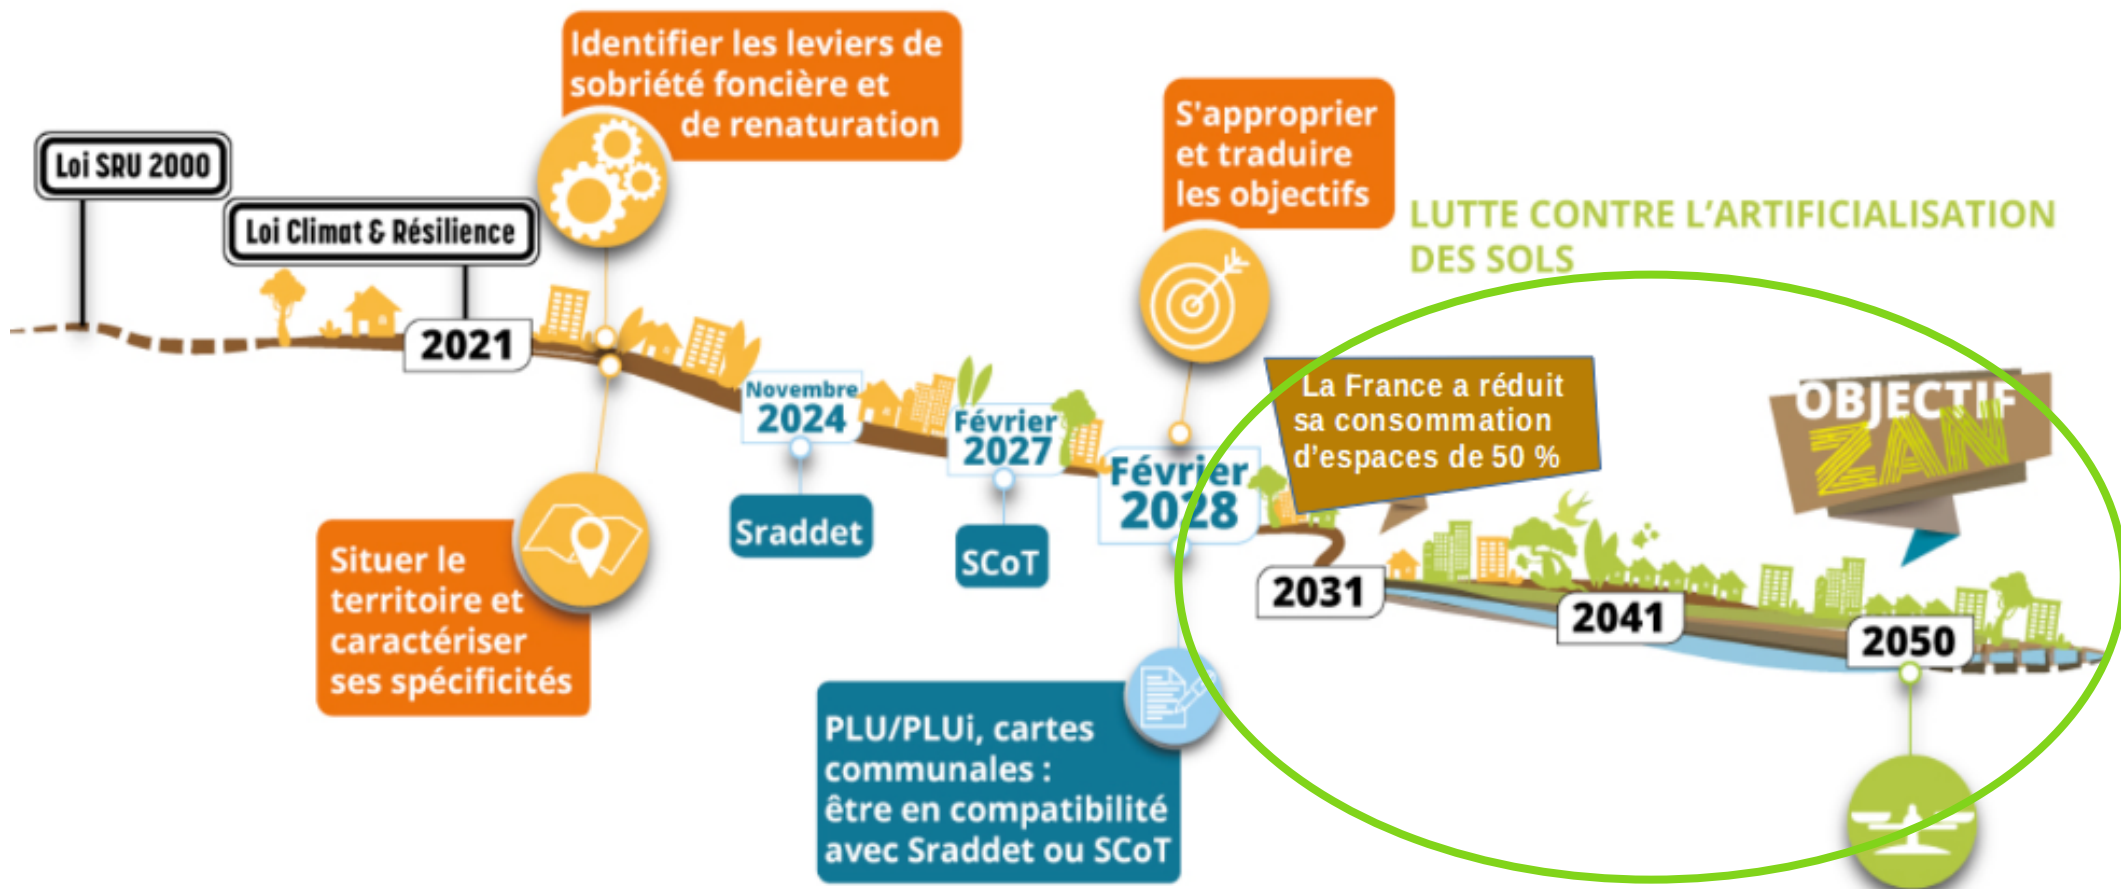 Identifier les leviers de
sobriété foncière et
de renaturation
Loi SRU 2000
Loi Climat & Résilience
S'approprier
et traduire
les objectifs
LUTTE CONTRE L’ARTIFICIALISATION
DES SOLS
2021
Novembre
2024
Sraddet
Février
2027
SCoT
Février
2028
La France a réduit
sa consommation
d’espaces de 50 %
OBJECTIF
ZAN
2031
2041
2050
Situer le
territoire et
caractériser
ses spécificités
PLU/PLUi, cartes
communales :
être en compatibilité
avec Sraddet ou SCoT